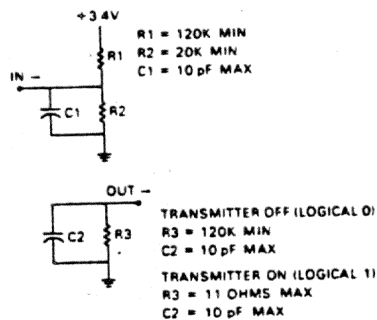 +3.4V
R1
R1 = 120K MIN
R2 = 20K MIN
C1 = 10 pF MAX
IN –
C1
R2
OUT –
C2
R3
TRANSMITTER OFF (LOGICAL 0)
R3 = 120K MIN
C2 = 10 pF MAX
TRANSMITTER ON (LOGICAL 1)
R3 = 11 OHMS MAX
C2 = 10 pF MAX